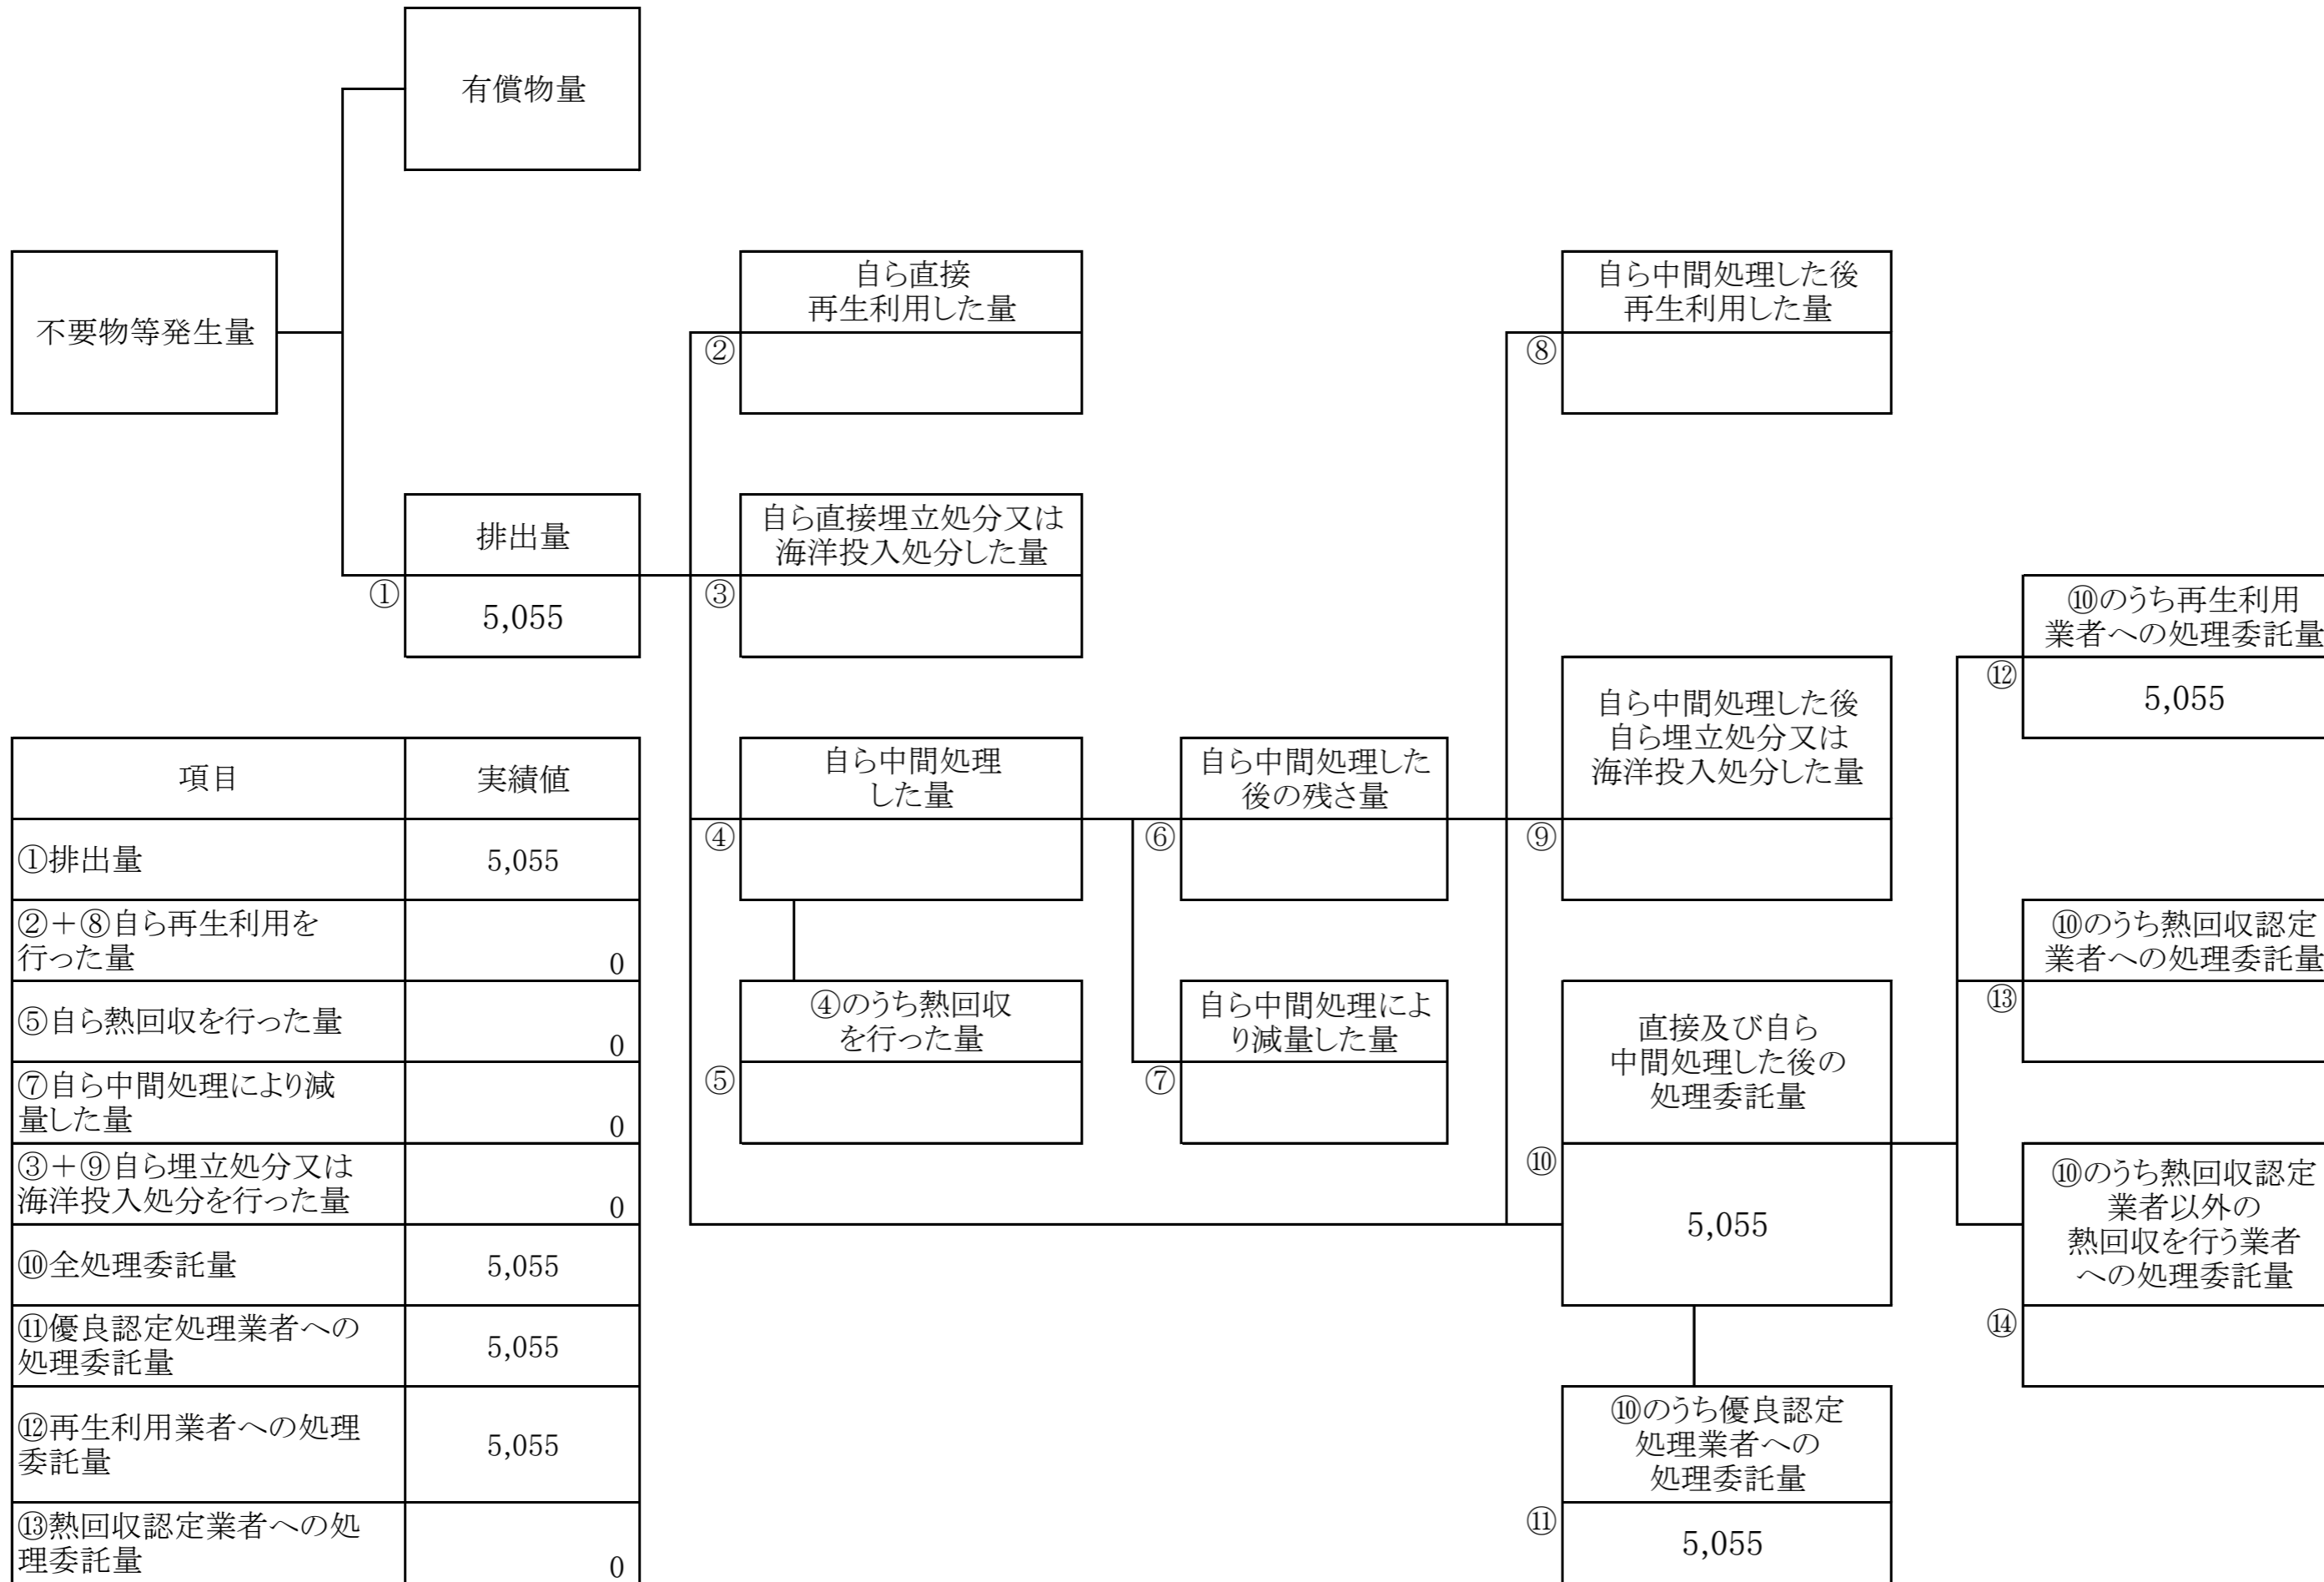 有償物量
不要物等発生量
自ら直接
再生利用した量
②
自ら中間処理した後
再生利用した量
⑧
排出量
①
5,055
自ら直接埋立処分又は
海洋投入処分した量
③
⑩のうち再生利用
業者への処理委託量
⑫
5,055
自ら中間処理
した量
④
自ら中間処理した
後の残さ量
⑥
自ら中間処理した後
自ら埋立処分又は
海洋投入処分した量
⑨
⑩のうち熱回収認定
業者への処理委託量
⑬
④のうち熱回収
を行った量
⑤
自ら中間処理によ
り減量した量
⑦
直接及び自ら
中間処理した後の
処理委託量
⑩
5,055
⑩のうち熱回収認定
業者以外の
熱回収を行う業者
への処理委託量
⑭
⑩のうち優良認定
処理業者への
処理委託量
⑪
5,055
項目 実績値
①排出量 5,055
②＋⑧自ら再生利用を
行った量 0
⑤自ら熱回収を行った量 0
⑦自ら中間処理により減
量した量 0
③＋⑨自ら埋立処分又は
海洋投入処分を行った量 0
⑩全処理委託量 5,055
⑪優良認定処理業者への
処理委託量 5,055
⑫再生利用業者への処理
委託量 5,055
⑬熱回収認定業者への処
理委託量 0